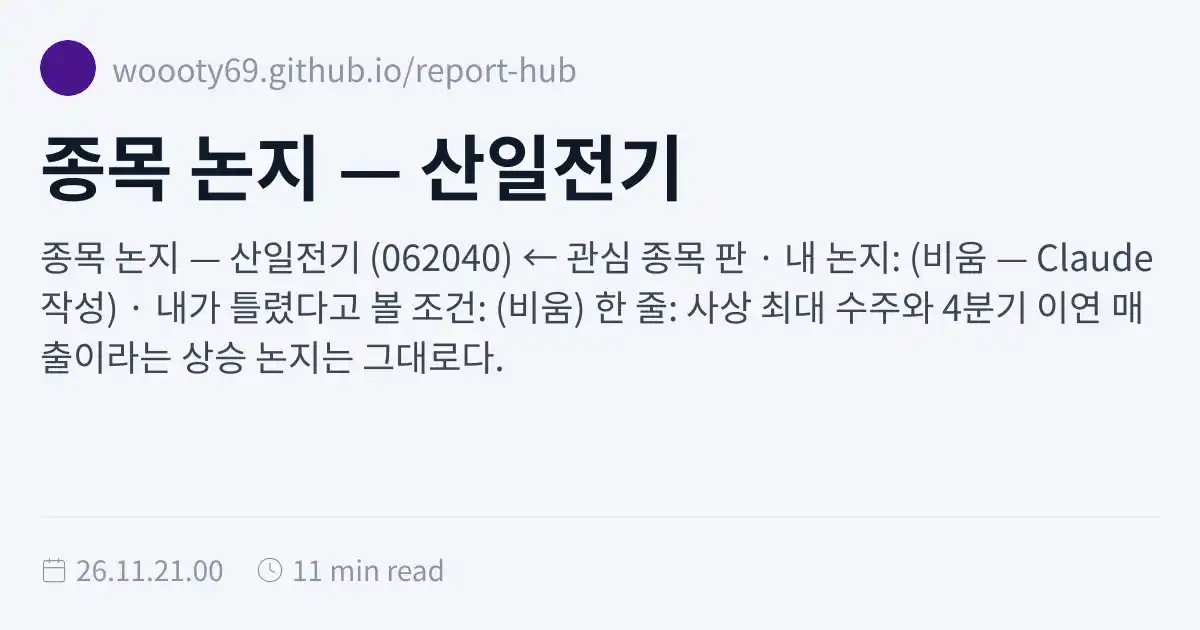 woooty69.github.io/report-hub
종목 논지 — 산일전기
종목 논지 — 산일전기 (062040) ← 관심 종목 판 · 내 논지: (비움 — Claude
작성) · 내가 틀렸다고 볼 조건: (비움) 한 줄: 사상 최대 수주와 4분기 이연 매
출이라는 상승 논지는 그대로다.
26.11.21.00
11 min read